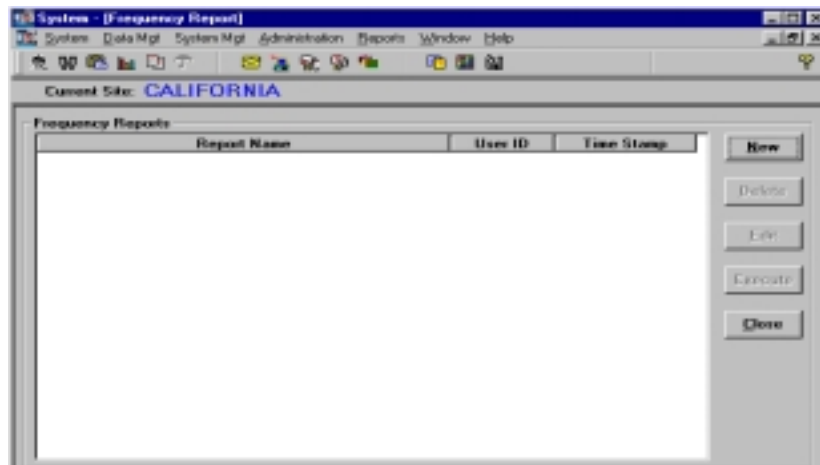 System - [Frequency Report]
System Data Mgt System Mgt Administration Reports Window Help
Current Site: CALIFORNIA
Frequency Reports
Report Name User ID Time Stamp
New
Delete
Edit
Execute
Close